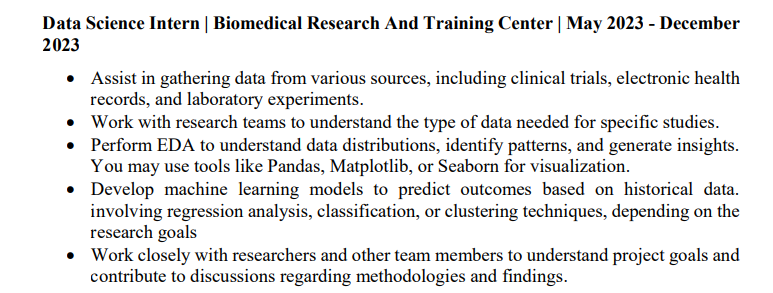 Data Science Intern | Biomedical Research And Training Center | May 2023 - December
2023
• Assist in gathering data from various sources, including clinical trials, electronic health
records, and laboratory experiments.
• Work with research teams to understand the type of data needed for specific studies.
• Perform EDA to understand data distributions, identify patterns, and generate insights.
You may use tools like Pandas, Matplotlib, or Seaborn for visualization.
• Develop machine learning models to predict outcomes based on historical data.
involving regression analysis, classification, or clustering techniques, depending on the
research goals
• Work closely with researchers and other team members to understand project goals and
contribute to discussions regarding methodologies and findings.